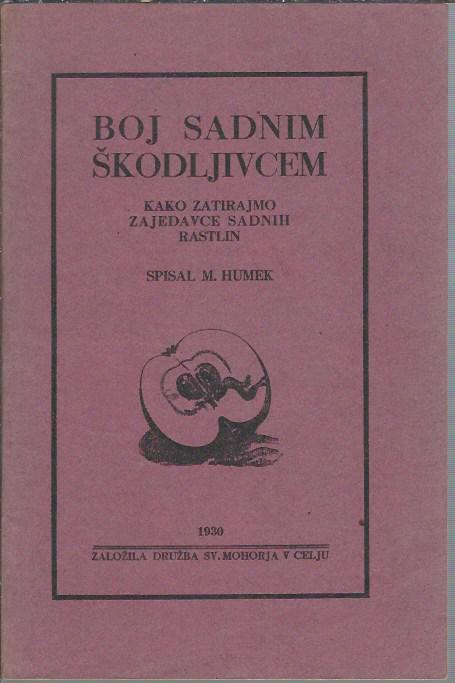 BOJ SADNIM
ŠKODLJIVCEM
KAKO ZATIRAJMO
ZAJEDAVCE SADNIH
RASTLIN
SPISAL M. HUMEK
1930
ZALOŽILA DRUŽBA SV. MOHORJA V CELJU